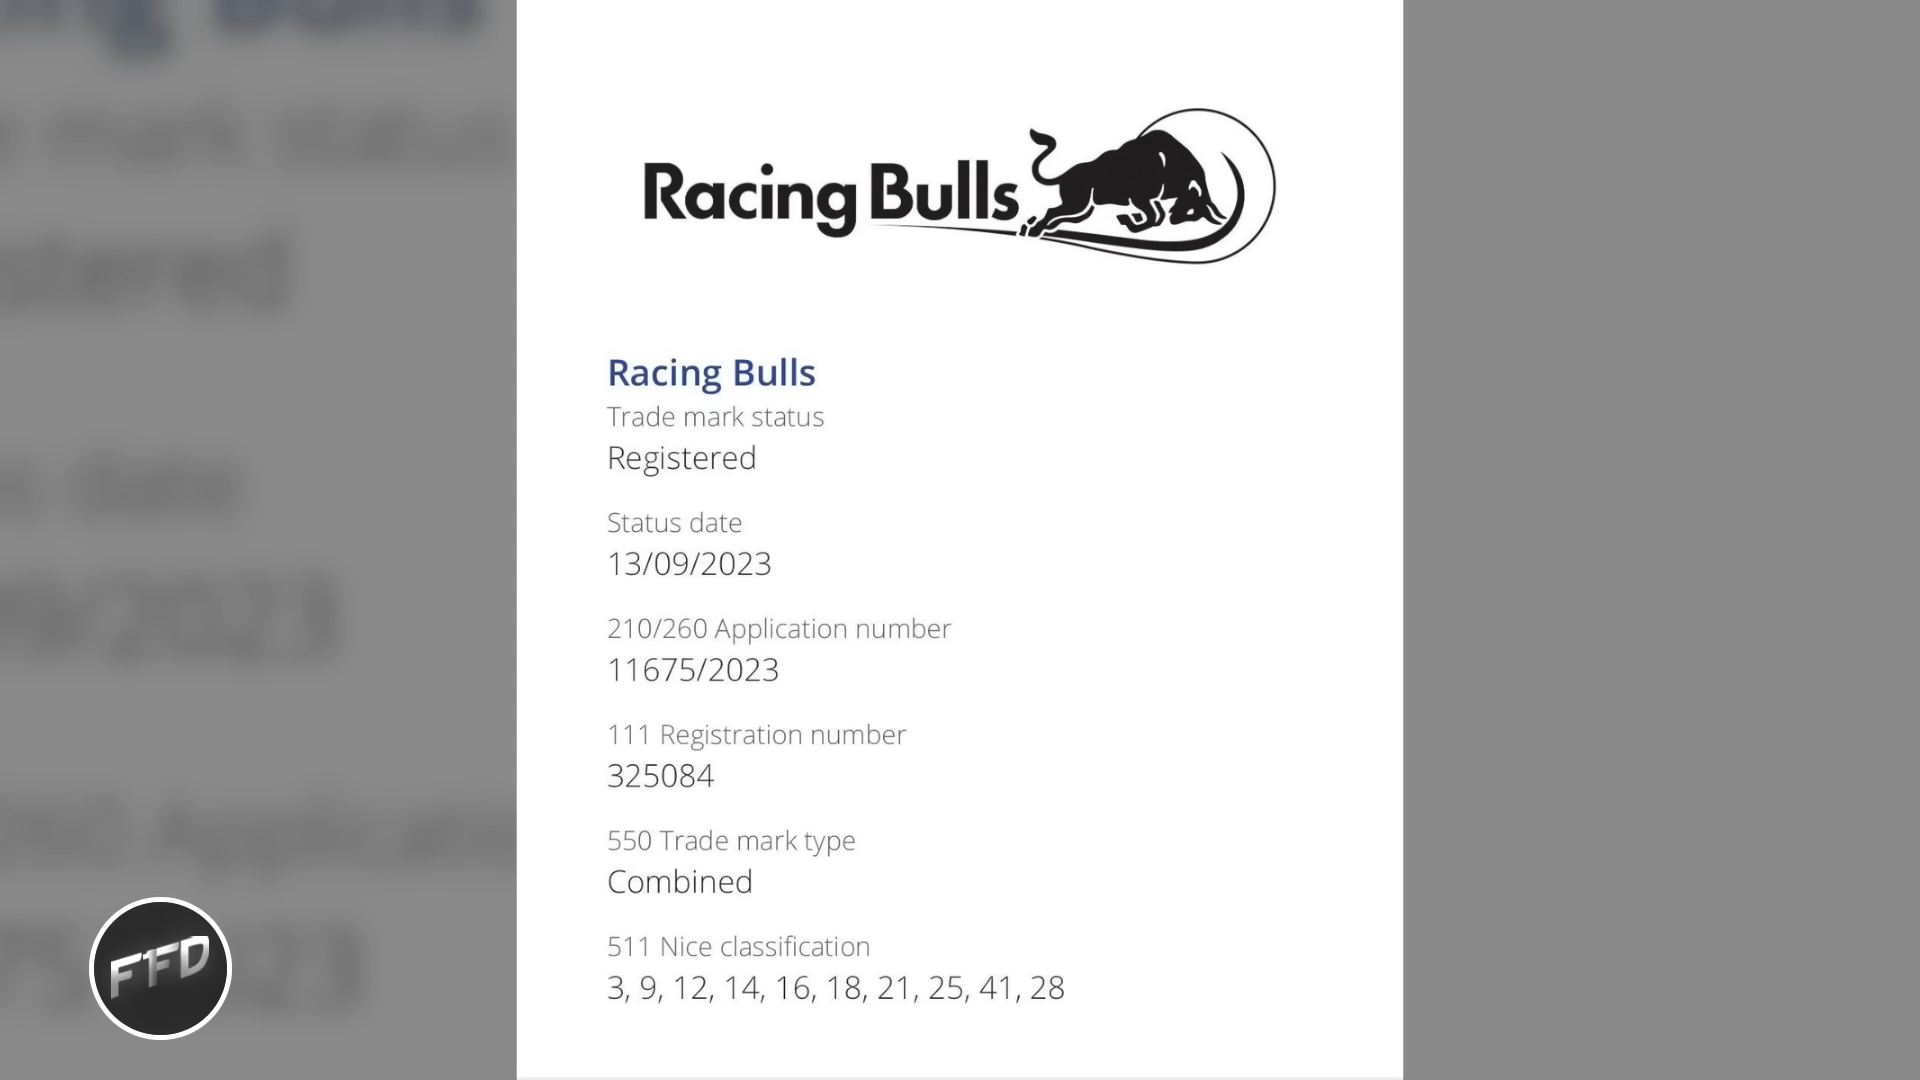 Racing Bulls
Racing Bulls
Trade mark status
Registered
Status date
13/09/2023
210/260 Application number
11675/2023
111 Registration number
325084
550 Trade mark type
Combined
511 Nice classification
3, 9, 12, 14, 16, 18, 21, 25, 41, 28
F1FD